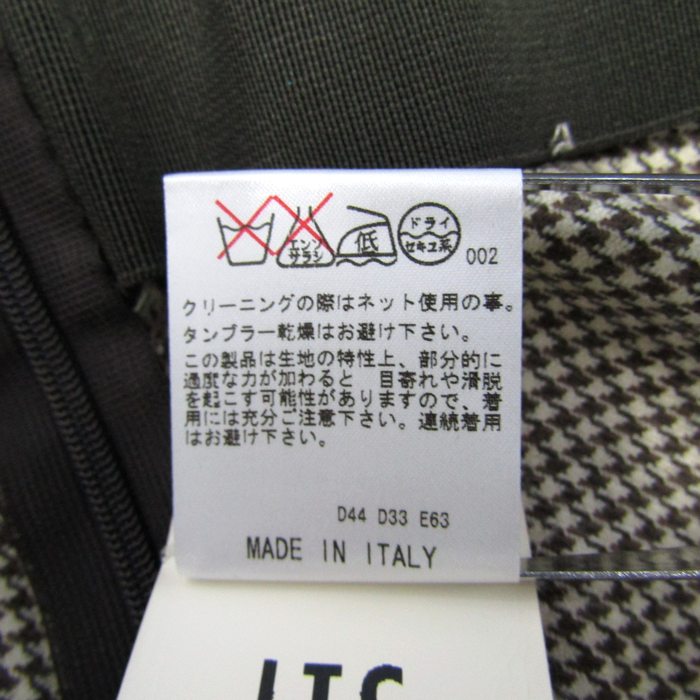 エンソ
サラシ
低
ドライ
セキユ系
002
クリーニングの際はネット使用の事。
タンブラー乾燥はお避け下さい。
この製品は生地の特性上、部分的に
過度な力が加わると、目寄れや滑脱
を起こす可能性がありますので、着
用には充分ご注意下さい。連続着用
はお避け下さい。
D44 D33 E63
MADE IN ITALY